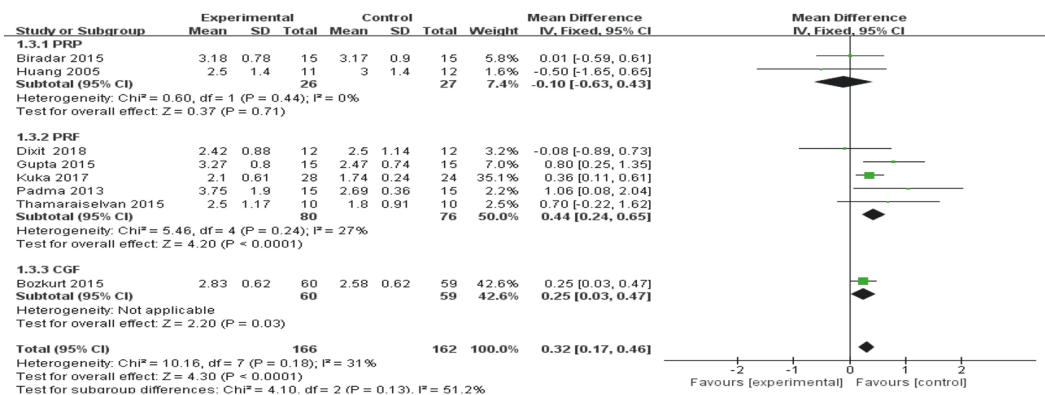 Experimental Control Mean Difference Mean Difference
Study or Subgroup Mean SD Total Mean SD Total Weight IV, Fixed, 95% CI IV, Fixed, 95% CI
1.3.1 PRP
Biradar 2015 3.18 0.78 15 3.17 0.9 15 5.8% 0.01 [-0.59, 0.61]
Huang 2005 2.5 1.4 11 3 1.4 12 1.6% -0.50 [-1.65, 0.65]
Subtotal (95% CI) 26 27 7.4% -0.10 [-0.63, 0.43]
Heterogeneity: Chi² = 0.60, df = 1 (P = 0.44); I² = 0%
Test for overall effect: Z = 0.37 (P = 0.71)
1.3.2 PRF
Dixit 2018 2.42 0.88 12 2.5 1.14 12 3.2% -0.08 [-0.89, 0.73]
Gupta 2015 3.27 0.8 15 2.47 0.74 15 7.0% 0.80 [0.25, 1.35]
Kuka 2017 2.1 0.61 28 1.74 0.24 24 35.1% 0.36 [0.11, 0.61]
Padma 2013 3.75 1.9 15 2.69 0.36 15 2.2% 1.06 [0.08, 2.04]
Thamaraiselvan 2015 2.5 1.17 10 1.8 0.91 10 2.5% 0.70 [-0.22, 1.62]
Subtotal (95% CI) 80 76 50.0% 0.44 [0.24, 0.65]
Heterogeneity: Chi² = 5.46, df = 4 (P = 0.24); I² = 27%
Test for overall effect: Z = 4.20 (P < 0.0001)
1.3.3 CGF
Bozkurt 2015 2.83 0.62 60 2.58 0.62 59 42.6% 0.25 [0.03, 0.47]
Subtotal (95% CI) 60 59 42.6% 0.25 [0.03, 0.47]
Heterogeneity: Not applicable
Test for overall effect: Z = 2.20 (P = 0.03)
Total (95% CI) 166 162 100.0% 0.32 [0.17, 0.46]
Heterogeneity: Chi² = 10.16, df = 7 (P = 0.18); I² = 31%
Test for overall effect: Z = 4.30 (P < 0.0001)
Test for subgroup differences: Chi² = 4.10, df = 2 (P = 0.13), I² = 51.2%
-2 -1 0 1 2
Favours [experimental] Favours [control]